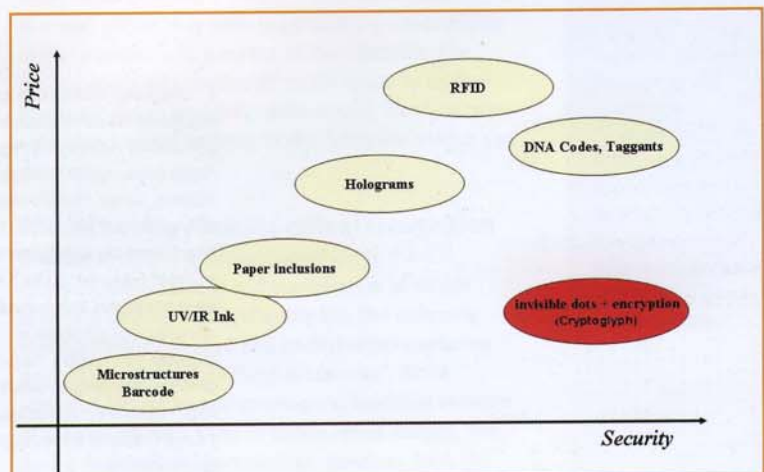 Price
RFID
DNA Codes, Taggants
Holograms
Paper inclusions
invisible dots + encryption
(Cryptoglyph)
UV/IR Ink
Microstructures
Barcode
Security